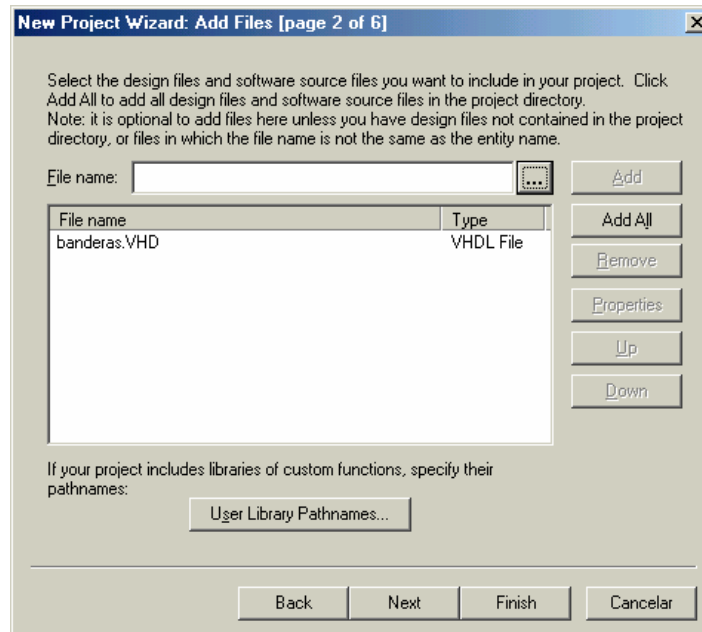 New Project Wizard: Add Files [page 2 of 6]
Select the design files and software source files you want to include in your project. Click
Add All to add all design files and software source files in the project directory.
Note: it is optional to add files here unless you have design files not contained in the project
directory, or files in which the file name is not the same as the entity name.
File name: ... Add
File name Type Add All
banderas.VHD VHDL File
Remove
Properties
Up
Down
If your project includes libraries of custom functions, specify their
pathnames:
User Library Pathnames...
Back Next Finish Cancelar